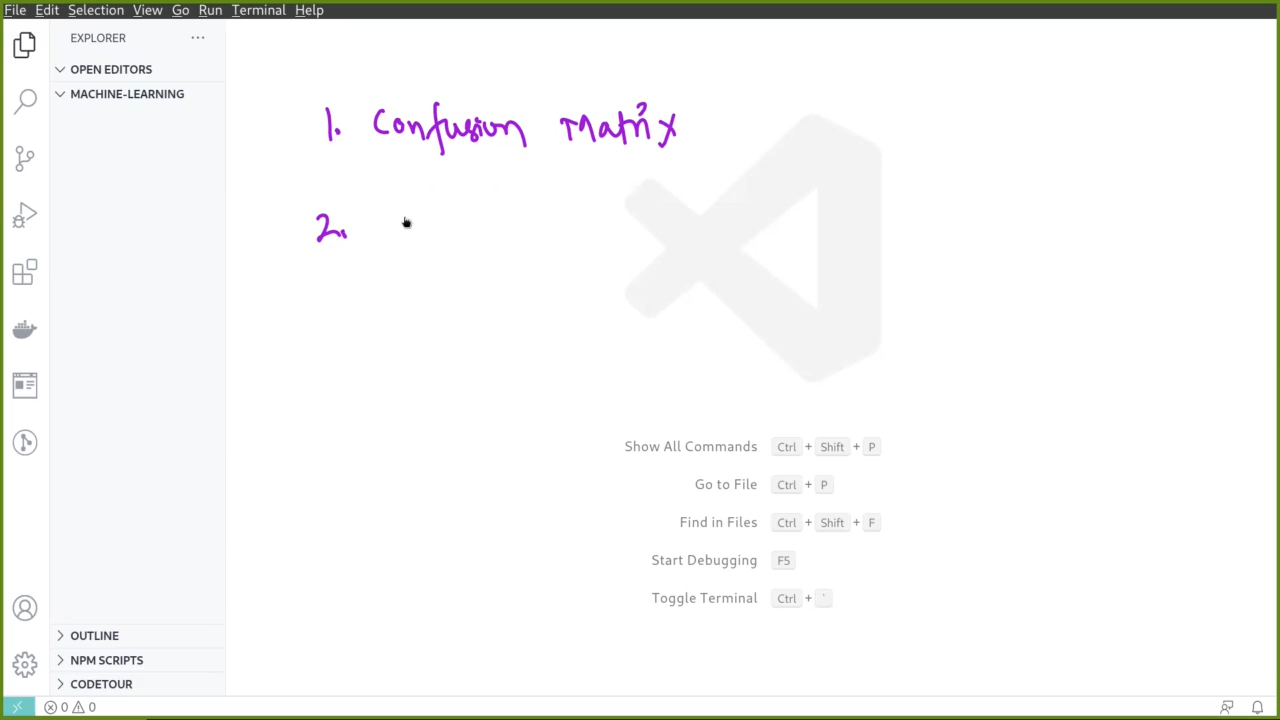 File Edit Selection View Go Run Terminal Help
EXPLORER
OPEN EDITORS
MACHINE-LEARNING
1. Confusion Matrix
2.
Show All Commands Ctrl + Shift + P
Go to File Ctrl + P
Find in Files Ctrl + Shift + F
Start Debugging F5
Toggle Terminal Ctrl + `
OUTLINE
NPM SCRIPTS
CODETOUR
0 0